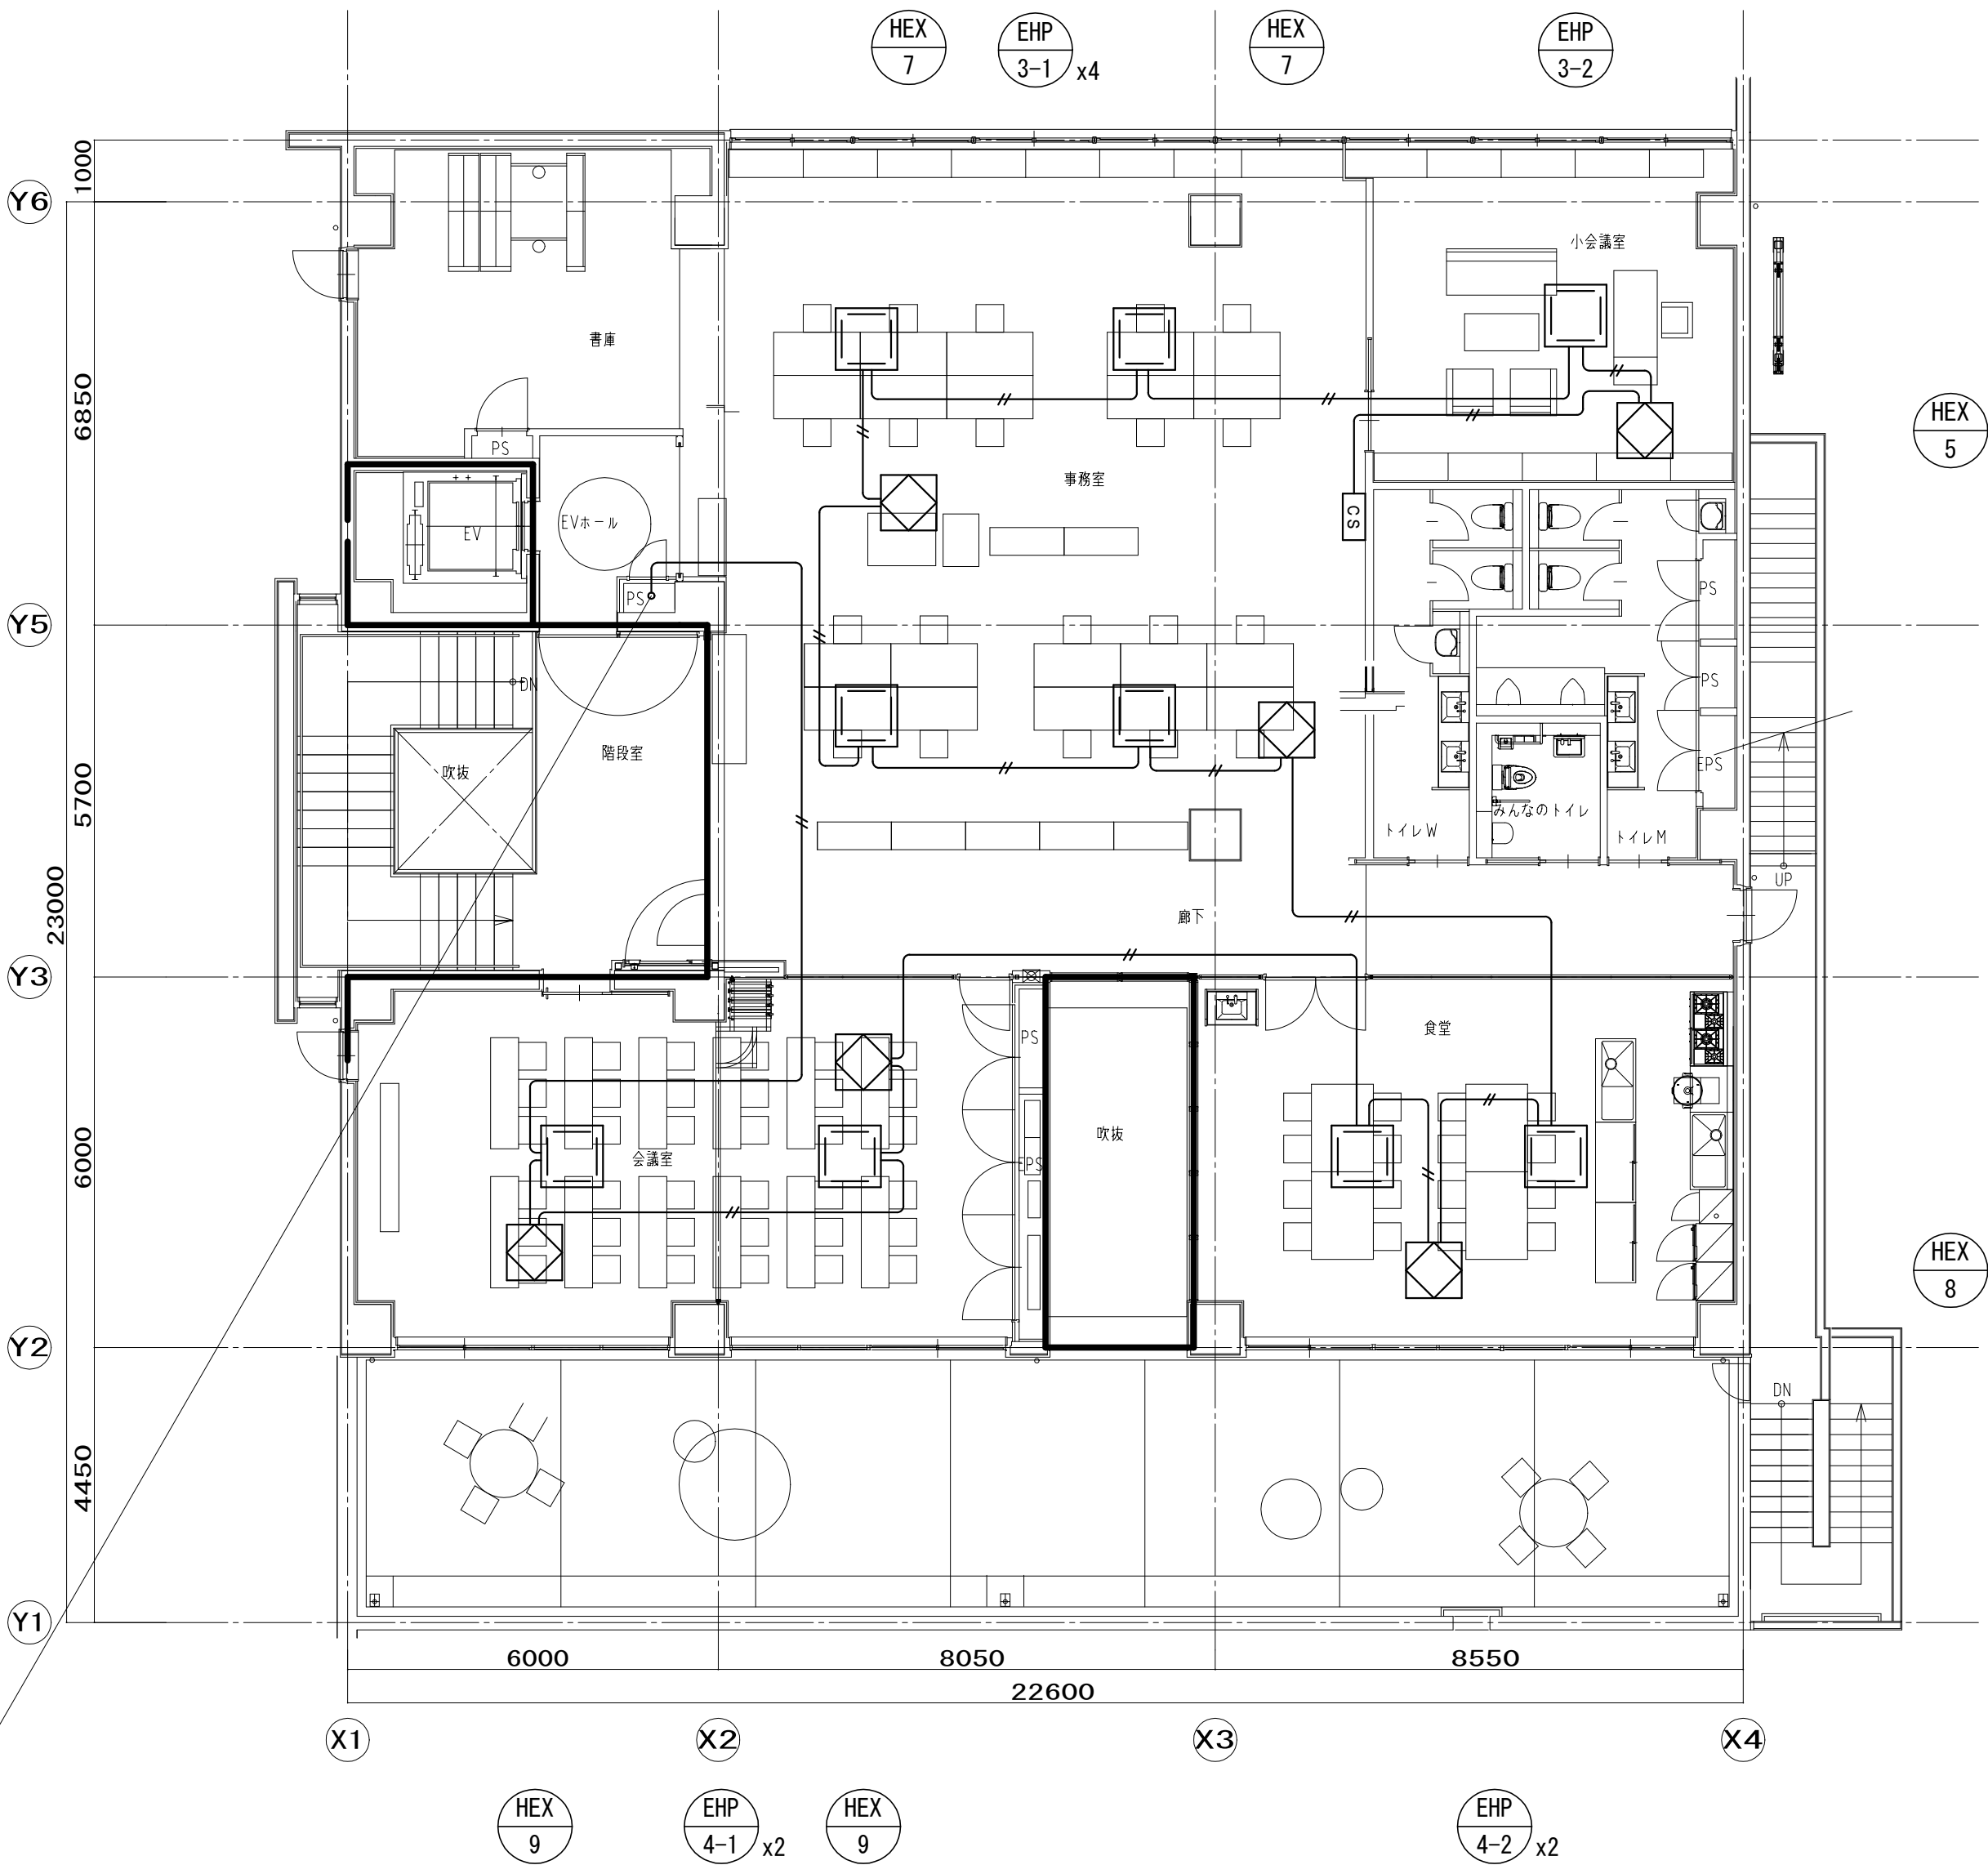 HEX
7
EHP
3-1 x4
HEX
7
EHP
3-2
1000
Y6
小会議室
書庫
6850
HEX
5
PS
事務室
EV
EVホール
CS
PS
PS
Y5
DN
PS
階段室
吹抜
EPS
5700
みんなのトイレ
トイレW
トイレM
UP
23000
廊下
Y3
食堂
PS
吹抜
6000
会議室
EPS
HEX
8
Y2
DN
4450
Y1
6000
8050
8550
22600
X1
X2
X3
X4
HEX
9
EHP
4-1 x2
HEX
9
EHP
4-2 x2